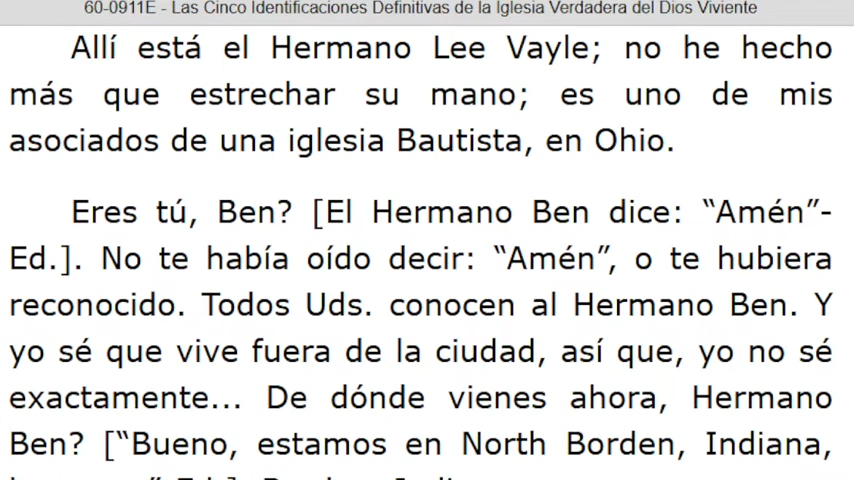 60-0911E - Las Cinco Identificaciones Definitivas de la Iglesia Verdadera del Dios Viviente
Allí está el Hermano Lee Vayle; no he hecho
más que estrechar su mano; es uno de mis
asociados de una iglesia Bautista, en Ohio.
Eres tú, Ben? [El Hermano Ben dice: “Amén”-
Ed.]. No te había oído decir: “Amén”, o te hubiera
reconocido. Todos Uds. conocen al Hermano Ben. Y
yo sé que vive fuera de la ciudad, así que, yo no sé
exactamente... De dónde vienes ahora, Hermano
Ben? [“Bueno, estamos en North Borden, Indiana,